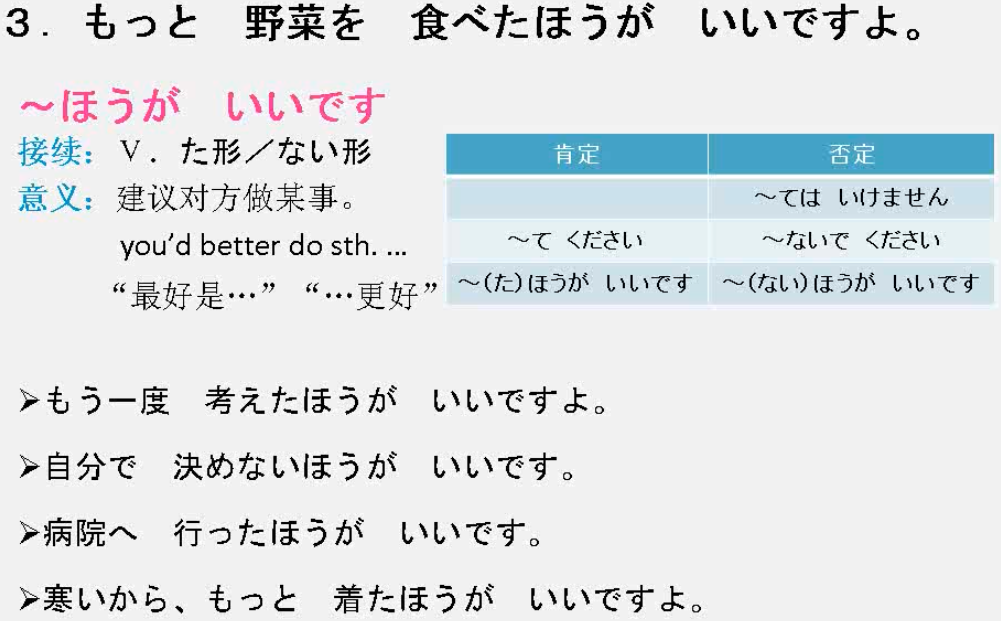 3．もっと　野菜を　食べたほうが　いいですよ。
～ほうが　いいです
接续：Ｖ．た形／ない形
意义：建议对方做某事。
you'd better do sth. ...
“最好是…”“…更好”
肯定　否定
～ては　いけません
～て　ください　～ないで　ください
～(た)ほうが　いいです　～(ない)ほうが　いいです
➢もう一度　考えたほうが　いいですよ。
➢自分で　決めないほうが　いいです。
➢病院へ　行ったほうが　いいです。
➢寒いから、もっと　着たほうが　いいですよ。